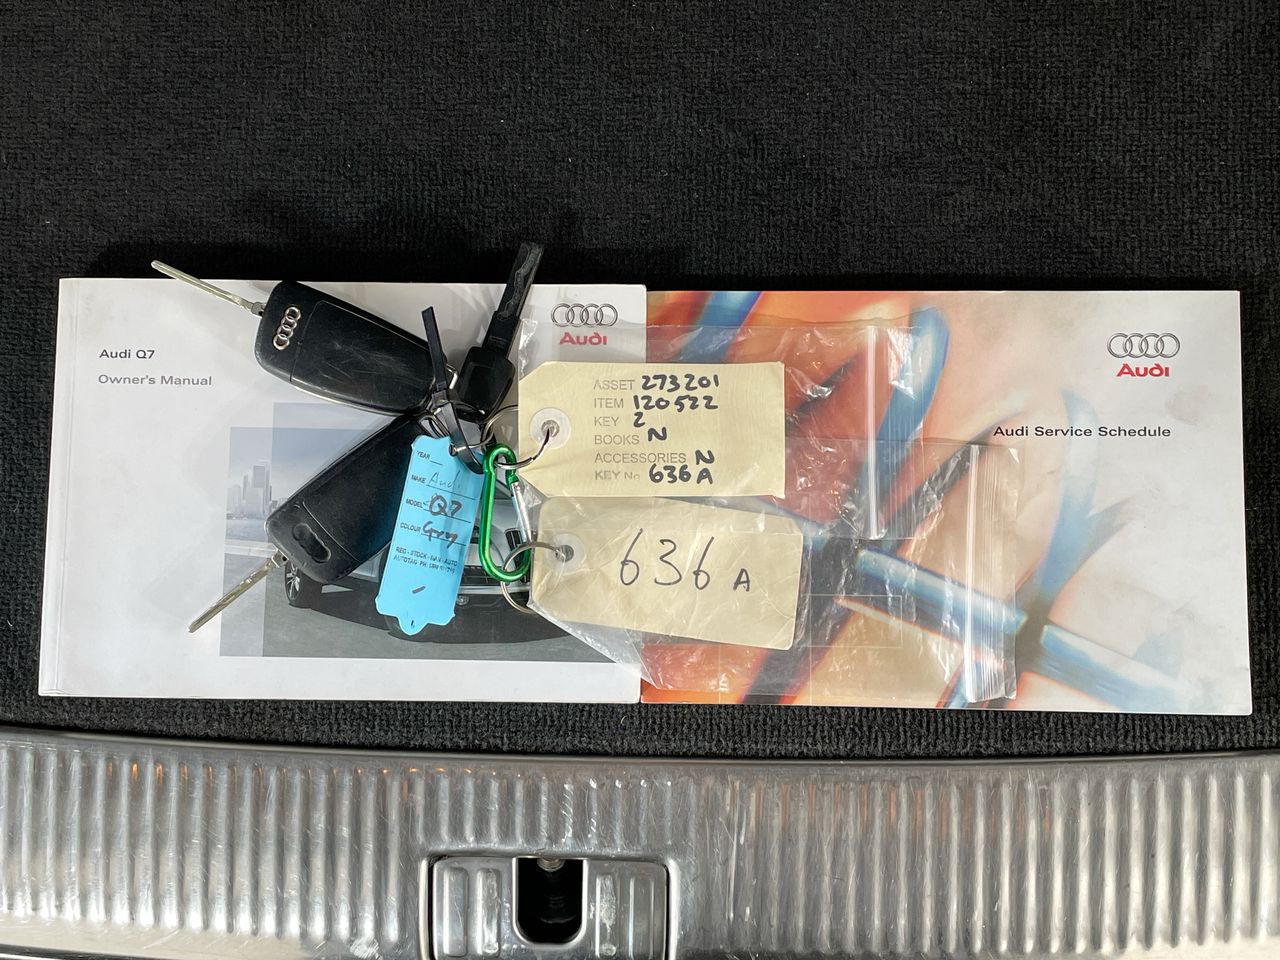 Audi Q7
Owner's Manual
Audi
Audi
Audi Service Schedule
ASSET 273201
ITEM 120522
KEY 2
BOOKS N
ACCESSORIES N
KEY No 636A
636 A
YEAR
MAKE Audi
MODEL Q7
COLOUR Grey